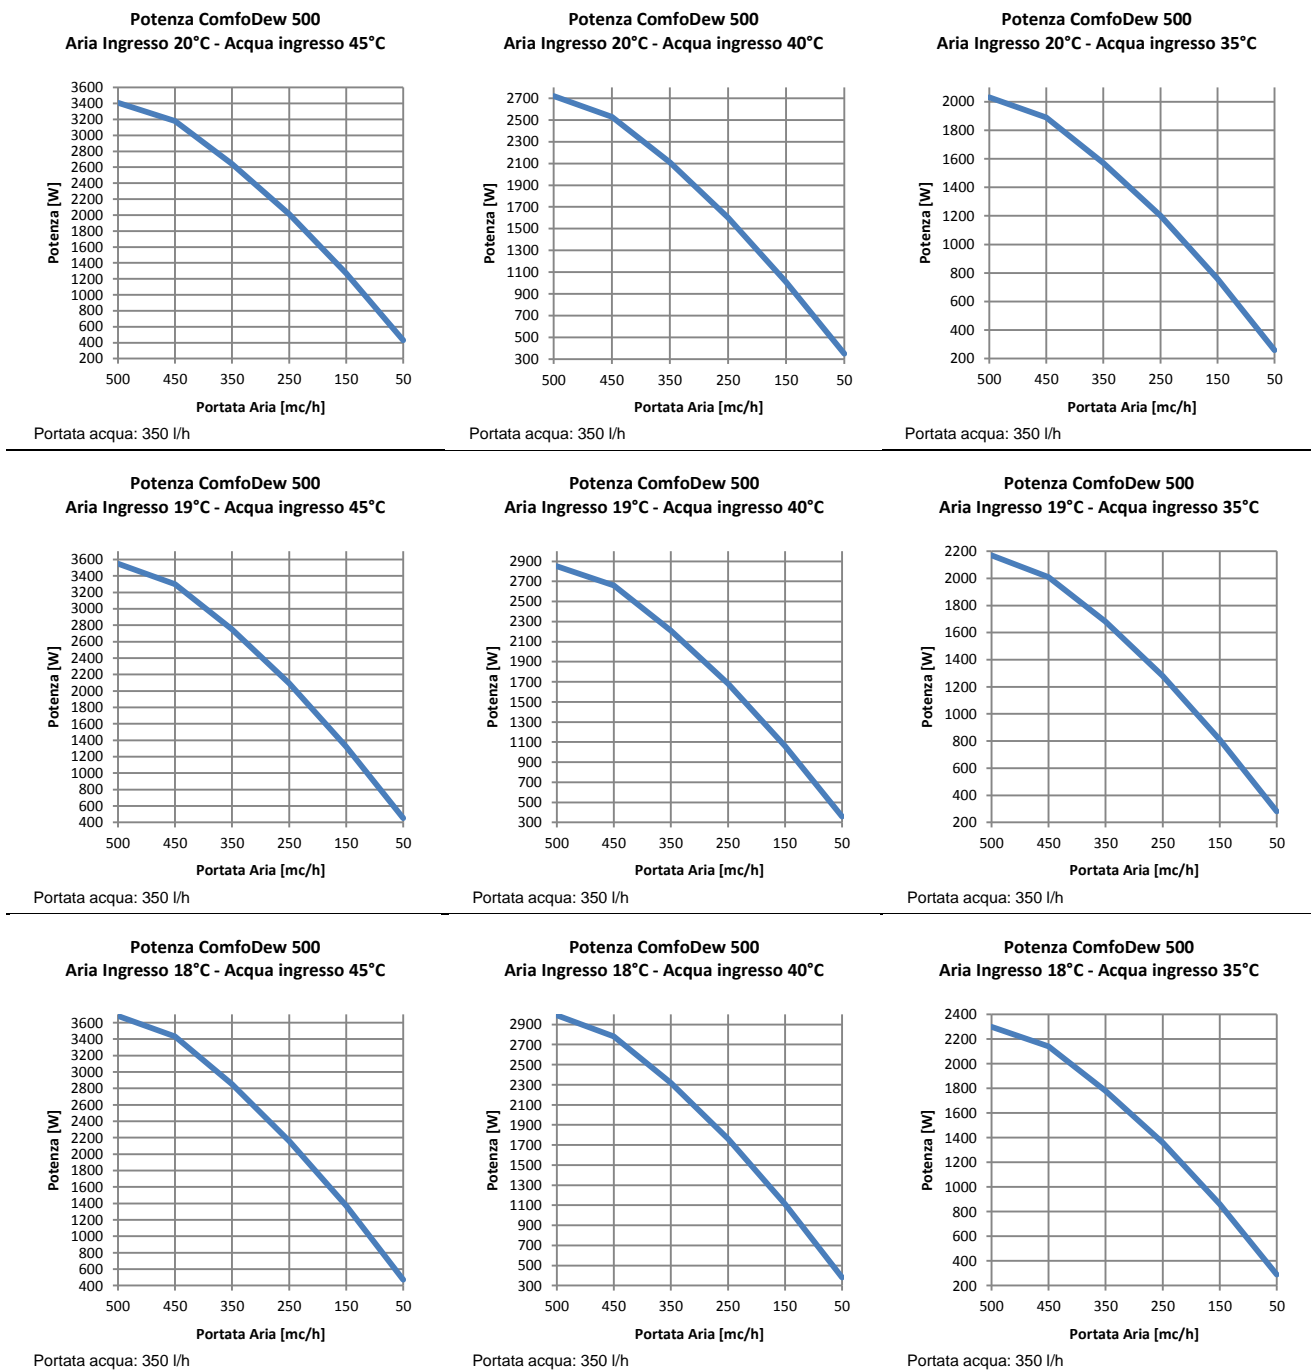 Potenza ComfoDew 500
Aria Ingresso 20°C - Acqua ingresso 45°C
3600
3400
3200
3000
2800
2600
2400
2200
2000
1800
1600
1400
1200
1000
800
600
400
200
Potenza [W]
500 450 350 250 150 50
Portata Aria [mc/h]
Portata acqua: 350 l/h
Potenza ComfoDew 500
Aria Ingresso 20°C - Acqua ingresso 40°C
2700
2500
2300
2100
1900
1700
1500
1300
1100
900
700
500
300
Potenza [W]
500 450 350 250 150 50
Portata Aria [mc/h]
Portata acqua: 350 l/h
Potenza ComfoDew 500
Aria Ingresso 20°C - Acqua ingresso 35°C
2000
1800
1600
1400
1200
1000
800
600
400
200
Potenza [W]
500 450 350 250 150 50
Portata Aria [mc/h]
Portata acqua: 350 l/h
Potenza ComfoDew 500
Aria Ingresso 19°C - Acqua ingresso 45°C
3600
3400
3200
3000
2800
2600
2400
2200
2000
1800
1600
1400
1200
1000
800
600
400
Potenza [W]
500 450 350 250 150 50
Portata Aria [mc/h]
Portata acqua: 350 l/h
Potenza ComfoDew 500
Aria Ingresso 19°C - Acqua ingresso 40°C
2900
2700
2500
2300
2100
1900
1700
1500
1300
1100
900
700
500
300
Potenza [W]
500 450 350 250 150 50
Portata Aria [mc/h]
Portata acqua: 350 l/h
Potenza ComfoDew 500
Aria Ingresso 19°C - Acqua ingresso 35°C
2200
2000
1800
1600
1400
1200
1000
800
600
400
200
Potenza [W]
500 450 350 250 150 50
Portata Aria [mc/h]
Portata acqua: 350 l/h
Potenza ComfoDew 500
Aria Ingresso 18°C - Acqua ingresso 45°C
3600
3400
3200
3000
2800
2600
2400
2200
2000
1800
1600
1400
1200
1000
800
600
400
Potenza [W]
500 450 350 250 150 50
Portata Aria [mc/h]
Portata acqua: 350 l/h
Potenza ComfoDew 500
Aria Ingresso 18°C - Acqua ingresso 40°C
2900
2700
2500
2300
2100
1900
1700
1500
1300
1100
900
700
500
300
Potenza [W]
500 450 350 250 150 50
Portata Aria [mc/h]
Portata acqua: 350 l/h
Potenza ComfoDew 500
Aria Ingresso 18°C - Acqua ingresso 35°C
2400
2200
2000
1800
1600
1400
1200
1000
800
600
400
200
Potenza [W]
500 450 350 250 150 50
Portata Aria [mc/h]
Portata acqua: 350 l/h